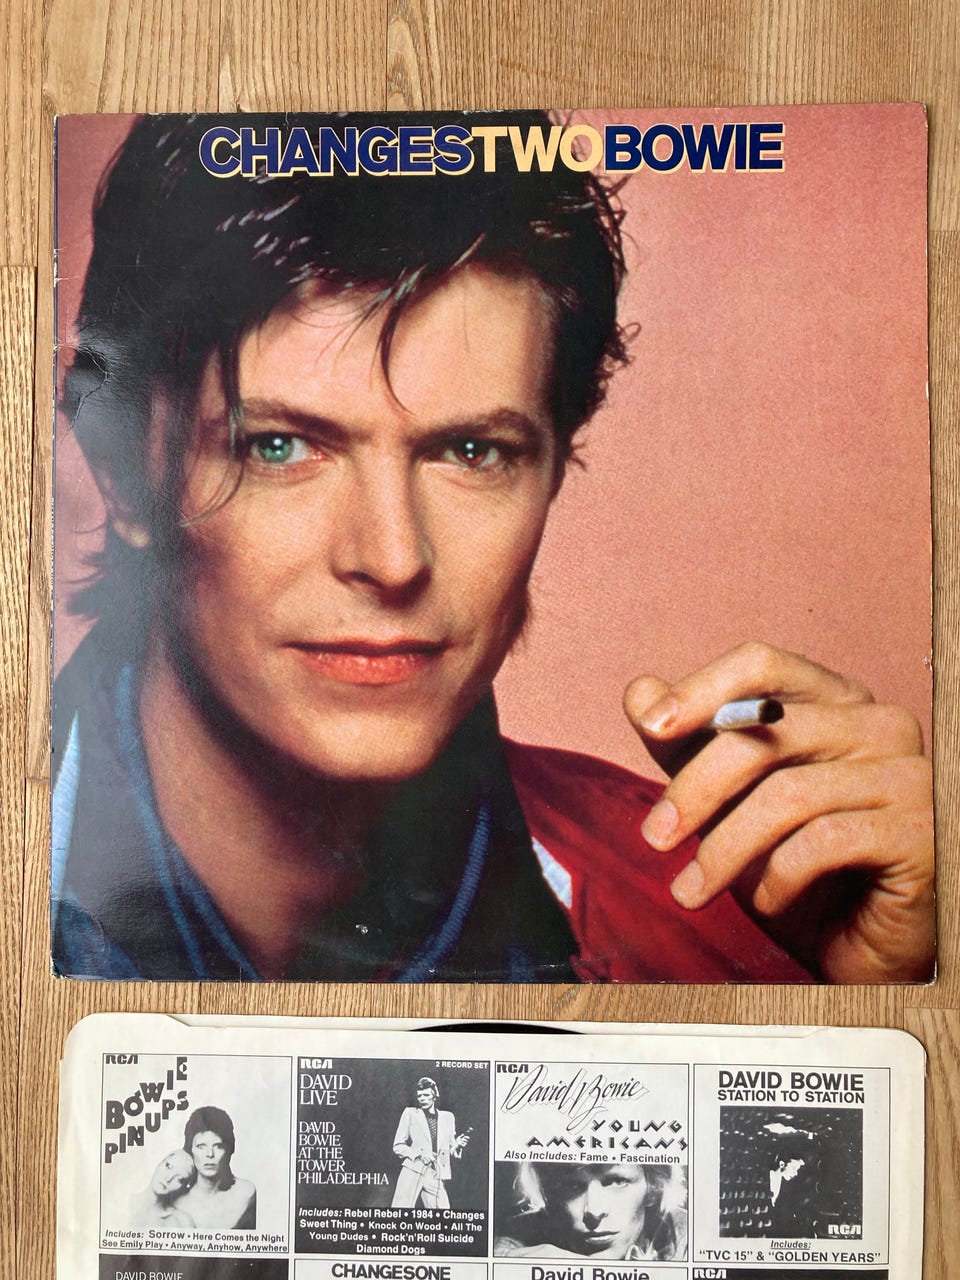 CHANGESTWOBOWIE
RCA
BOWIE
PINUPS
Includes: Sorrow • Here Comes the Night
See Emily Play • Anyway, Anyhow, Anywhere
RCA
2 RECORD SET
DAVID
LIVE
DAVID
BOWIE
AT THE
TOWER
PHILADELPHIA
Includes: Rebel Rebel • 1984 • Changes
Sweet Thing • Knock On Wood • All The
Young Dudes • Rock'n'Roll Suicide
Diamond Dogs
RCA
David Bowie
YOUNG
AMERICANS
Also Includes: Fame • Fascination
DAVID BOWIE
STATION TO STATION
RCA
Includes:
"TVC 15" & "GOLDEN YEARS"
DAVID BOWIE
CHANGESONE
David Bowie
RCA